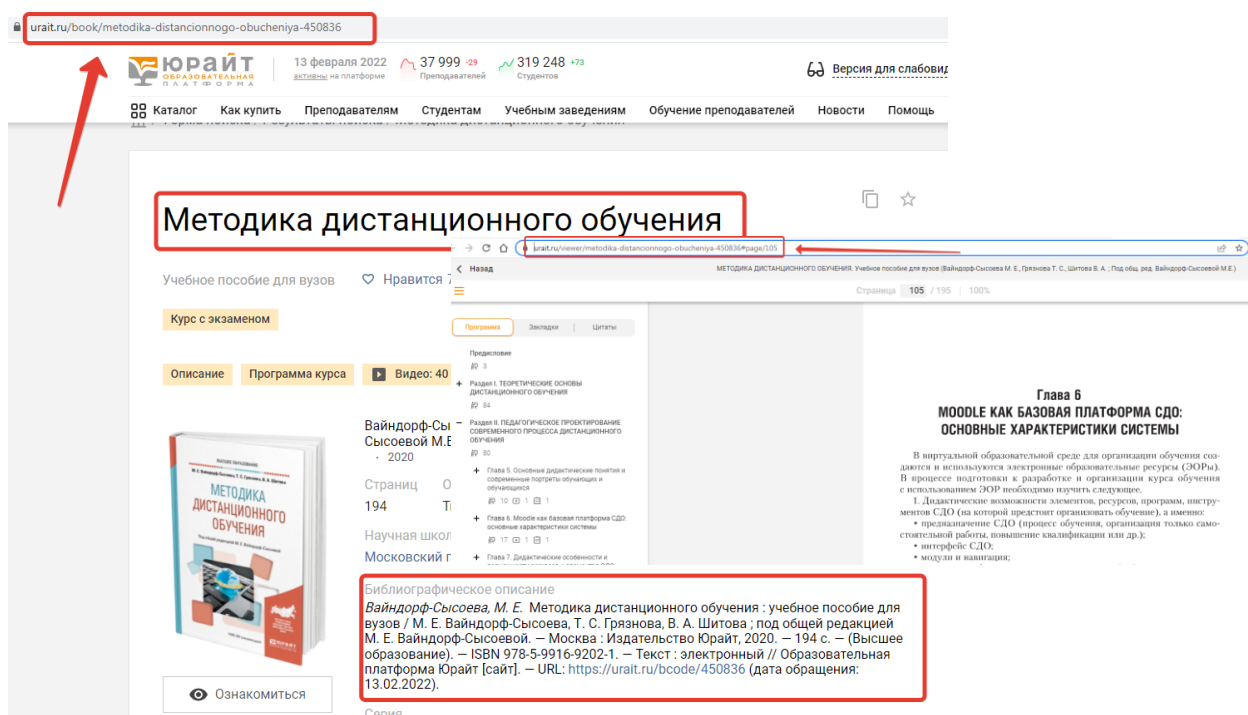 urait.ru/book/metodika-distancionnogo-obucheniya-450836
юрайт
ОБРАЗОВАТЕЛЬНАЯ
ПЛАТФОРМА
13 февраля 2022
активны на платформе
37 999 -29
Преподавателей
319 248 +73
Студентов
Версия для слабовид
Каталог Как купить Преподавателям Студентам Учебным заведениям Обучение преподавателей Новости Помощь
Методика дистанционного обучения
Учебное пособие для вузов
Нравится
Курс с экзаменом
Описание
Программа курса
Видео: 40
Вайндорф-Сы
Сысоевой М.Е
· 2020
Страниц
194
Научная школ
Московский г
МЕТОДИКА
ДИСТАНЦИОННОГО
ОБУЧЕНИЯ
юрайт
Ознакомиться
urait.ru/viewer/metodika-distancionnogo-obucheniya-450836#page/105
Назад
МЕТОДИКА ДИСТАНЦИОННОГО ОБУЧЕНИЯ. Учебное пособие для вузов (Вайндорф-Сысоева М. Е., Грязнова Т. С., Шитова В. А. ; Под общ. ред. Вайндорф-Сысоевой М.Е.)
Страница 105 / 195 100%
Программа Закладки Цитаты
Предисловие
3
Раздел I. ТЕОРЕТИЧЕСКИЕ ОСНОВЫ
ДИСТАНЦИОННОГО ОБУЧЕНИЯ
84
Раздел II. ПЕДАГОГИЧЕСКОЕ ПРОЕКТИРОВАНИЕ
СОВРЕМЕННОГО ПРОЦЕССА ДИСТАНЦИОННОГО
ОБУЧЕНИЯ
80
Глава 5. Основные дидактические понятия и
современные портреты обучающих и
обучающихся
10 1 1
Глава 6. Moodle как базовая платформа СДО:
основные характеристики системы
17 1 1
Глава 7. Дидактические особенности и
Глава 6
MOODLE КАК БАЗОВАЯ ПЛАТФОРМА СДО:
ОСНОВНЫЕ ХАРАКТЕРИСТИКИ СИСТЕМЫ
В виртуальной образовательной среде для организации обучения соз-
даются и используются электронные образовательные ресурсы (ЭОРы).
В процессе подготовки к разработке и организации курса обучения
с использованием ЭОР необходимо изучить следующее.
1. Дидактические возможности элементов, ресурсов, программ, инстру-
ментов СДО (на которой предстоит организовать обучение), а именно:
• предназначение СДО (процесс обучения, организация только само-
стоятельной работы, повышение квалификации или др.);
• интерфейс СДО;
• модули и навигация;
Библиографическое описание
Вайндорф-Сысоева, М. Е. Методика дистанционного обучения : учебное пособие для
вузов / М. Е. Вайндорф-Сысоева, Т. С. Грязнова, В. А. Шитова ; под общей редакцией
М. Е. Вайндорф-Сысоевой. — Москва : Издательство Юрайт, 2020. — 194 с. — (Высшее
образование). — ISBN 978-5-9916-9202-1. — Текст : электронный // Образовательная
платформа Юрайт [сайт]. — URL: https://urait.ru/bcode/450836 (дата обращения:
13.02.2022).
Серия